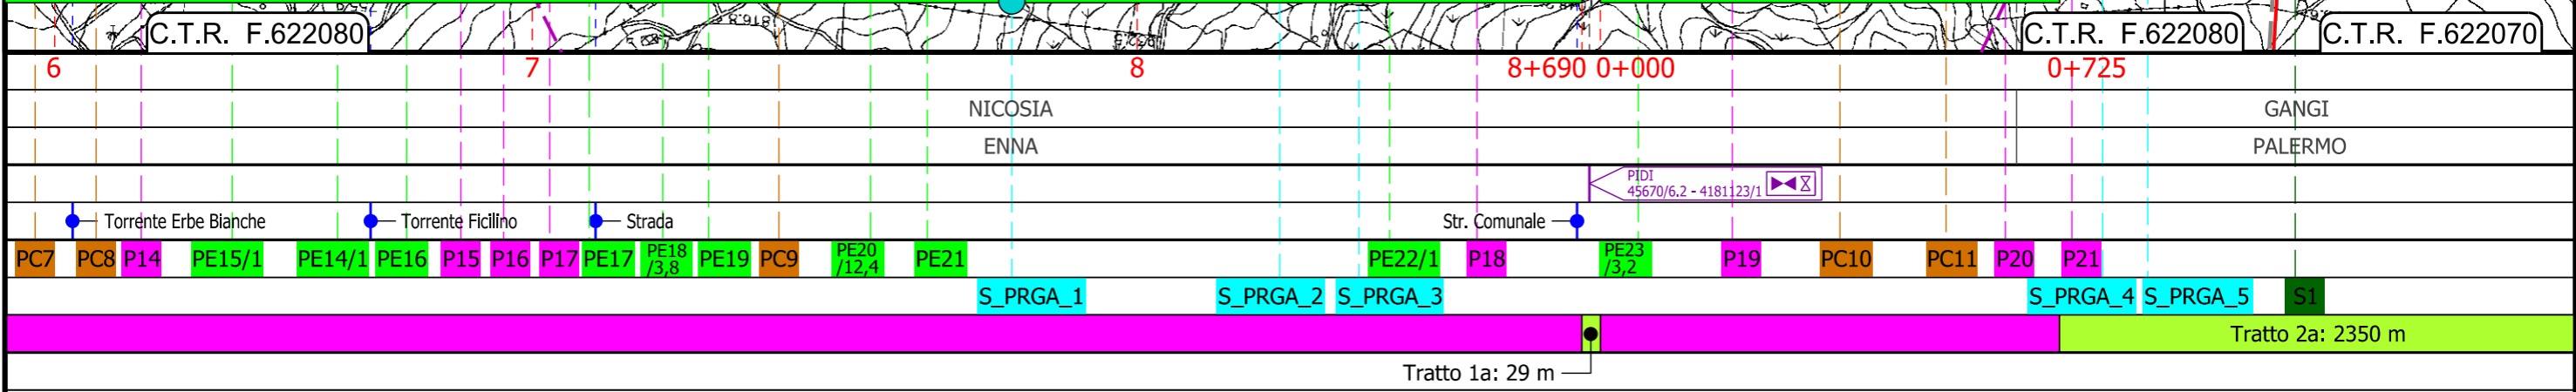 C.T.R. F.622080
C.T.R. F.622080
C.T.R. F.622070
6 7 8 8+690 0+000 0+725
NICOSIA GANGI
ENNA PALERMO
PIDI
45670/6.2 - 4181123/1
Torrente Erbe Bianche Torrente Ficilino Strada Str. Comunale
PC7 PC8 P14 PE15/1 PE14/1 PE16 P15 P16 P17 PE17 PE18 /3,8 PE19 PC9 PE20 /12,4 PE21 PE22/1 P18 PE23 /3,2 P19 PC10 PC11 P20 P21
S_PRGA_1 S_PRGA_2 S_PRGA_3 S_PRGA_4 S_PRGA_5 S1
Tratto 2a: 2350 m
Tratto 1a: 29 m